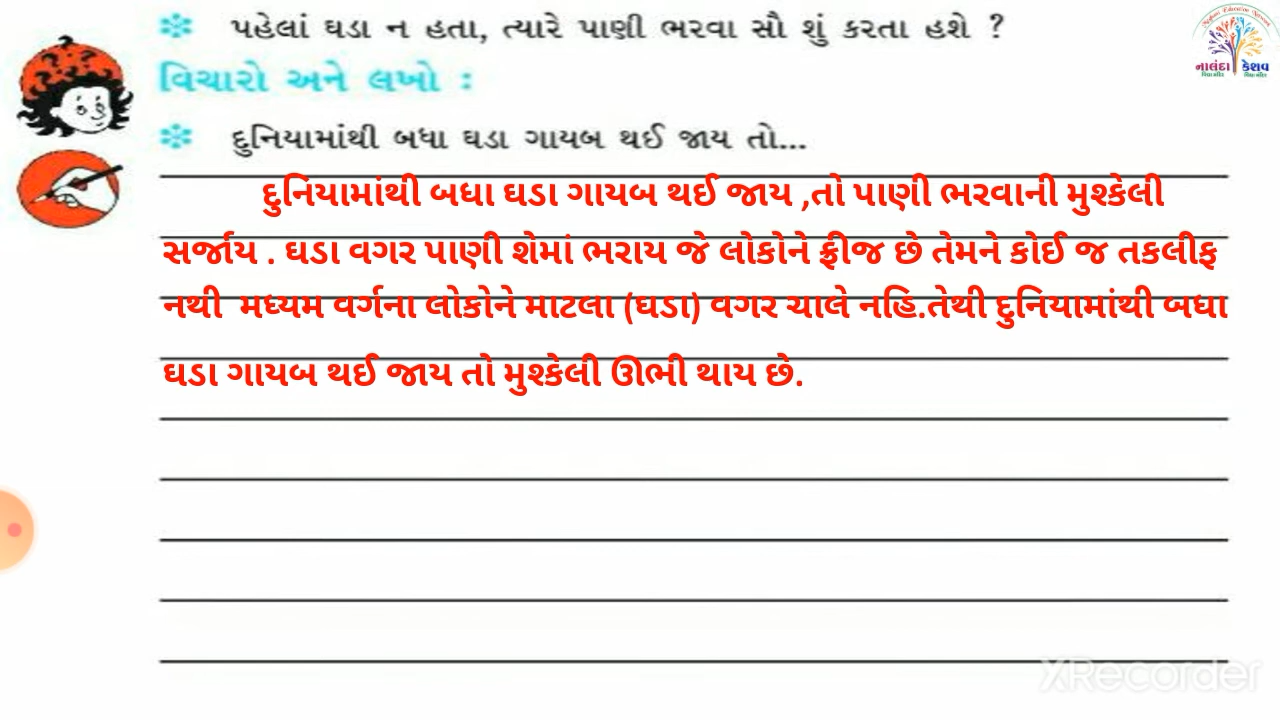 પહેલાં ઘડા ન હતા, ત્યારે પાણી ભરવા સૌ શું કરતા હશે ?
વિચારો અને લખો :
દુનિયામાંથી બધા ઘડા ગાયબ થઈ જાય તો...
દુનિયામાંથી બધા ઘડા ગાયબ થઈ જાય ,તો પાણી ભરવાની મુશ્કેલી
સર્જાય . ઘડા વગર પાણી શેમાં ભરાય જે લોકોને ફ્રીજ છે તેમને કોઈ જ તકલીફ
નથી મધ્યમ વર્ગના લોકોને માટલા (ઘડા) વગર ચાલે નહિ.તેથી દુનિયામાંથી બધા
ઘડા ગાયબ થઈ જાય તો મુશ્કેલી ઊભી થાય છે.
નાલંદા કેશવ
XRecorder